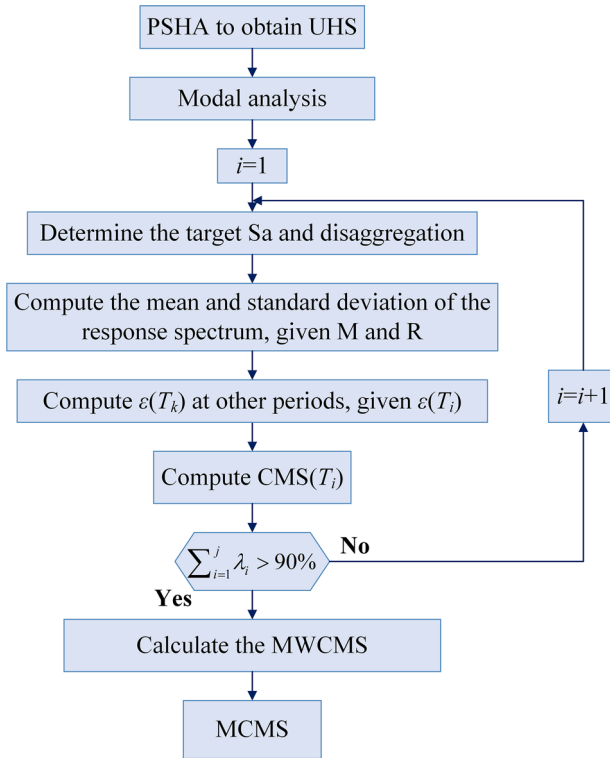 PSHA to obtain UHS
Modal analysis
i=1
Determine the target Sa and disaggregation
Compute the mean and standard deviation of the
response spectrum, given M and R
Compute ε(Tₖ) at other periods, given ε(Tᵢ)
i=i+1
Compute CMS(Tᵢ)
∑ʲᵢ₌₁ λᵢ > 90%
No
Yes
Calculate the MWCMS
MCMS